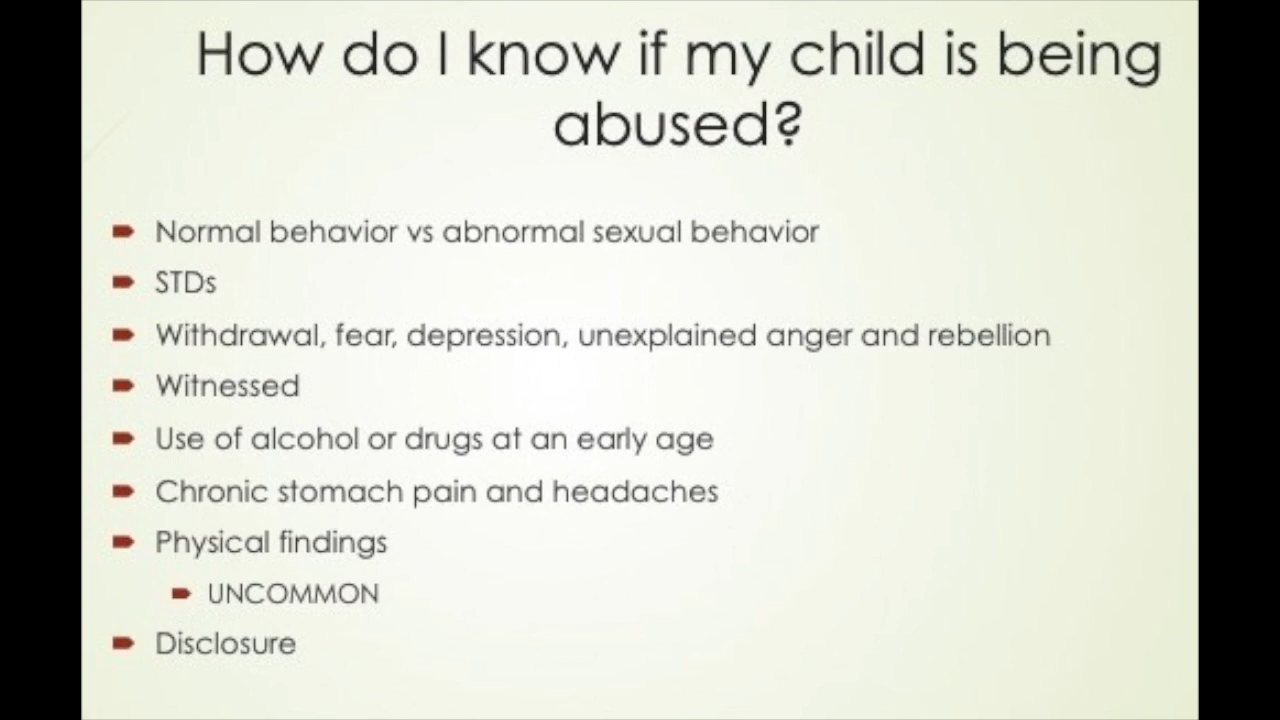 How do I know if my child is being
abused?
Normal behavior vs abnormal sexual behavior
STDs
Withdrawal, fear, depression, unexplained anger and rebellion
Witnessed
Use of alcohol or drugs at an early age
Chronic stomach pain and headaches
Physical findings
UNCOMMON
Disclosure